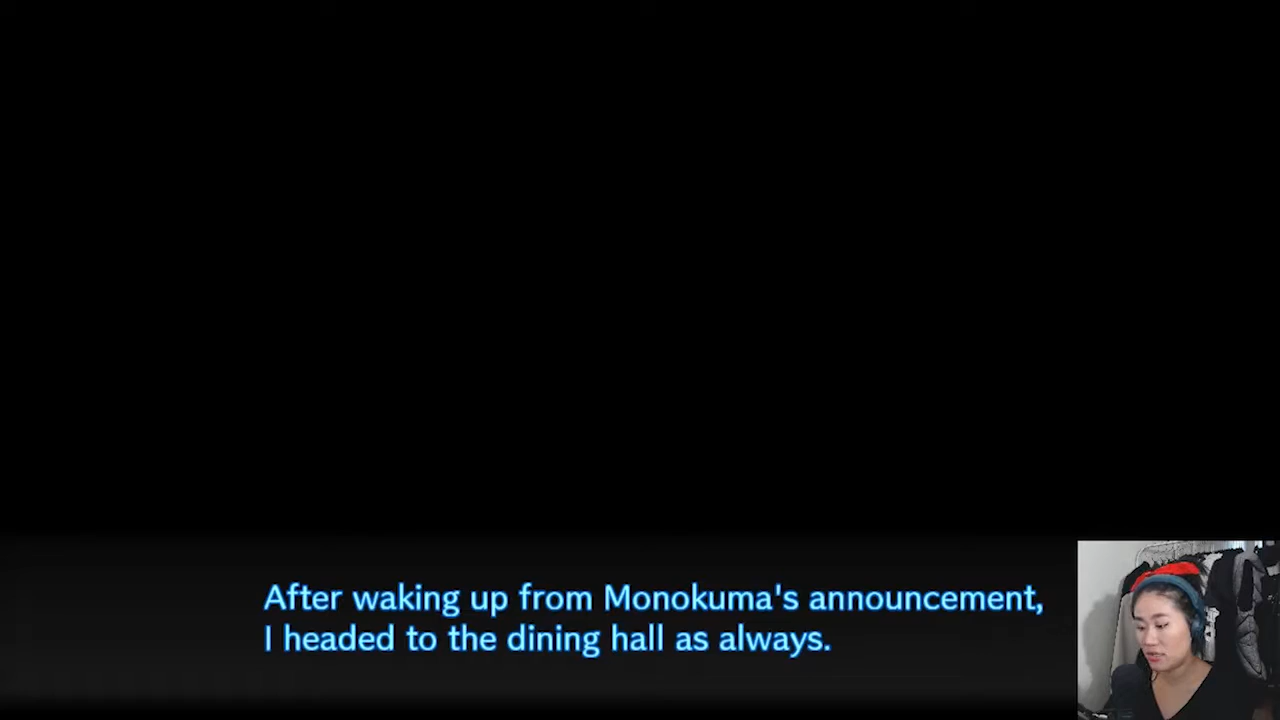 After waking up from Monokuma's announcement,
I headed to the dining hall as always.